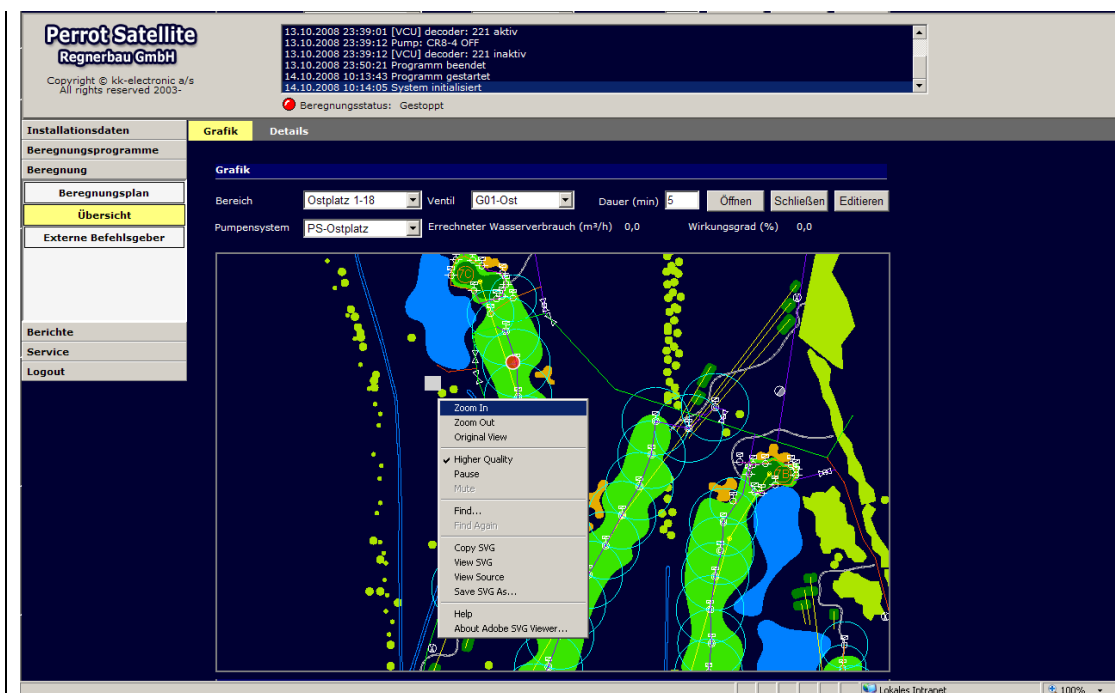 Perrot Satellite
Regnerbau GmbH
Copyright © kk-electronic a/s
All rights reserved 2003-
13.10.2008 23:39:01 [VCU] decoder: 221 aktiv
13.10.2008 23:39:12 Pump: CR8-4 OFF
13.10.2008 23:39:12 [VCU] decoder: 221 inaktiv
13.10.2008 23:50:21 Programm beendet
14.10.2008 10:13:43 Programm gestartet
14.10.2008 10:14:05 System initialisiert
Beregnungsstatus: Gestoppt
Installationsdaten
Beregnungsprogramme
Beregnung
Beregnungsplan
Übersicht
Externe Befehlsgeber
Berichte
Service
Logout
Grafik Details
Grafik
Bereich Ostplatz 1-18 Ventil G01-Ost Dauer (min) 5 Öffnen Schließen Editieren
Pumpensystem PS-Ostplatz Errechneter Wasserverbrauch (m³/h) 0,0 Wirkungsgrad (%) 0,0
7C
7B
Zoom In
Zoom Out
Original View
Higher Quality
Pause
Mute
Find...
Find Again
Copy SVG
View SVG
View Source
Save SVG As...
Help
About Adobe SVG Viewer...
Lokales Intranet 100%